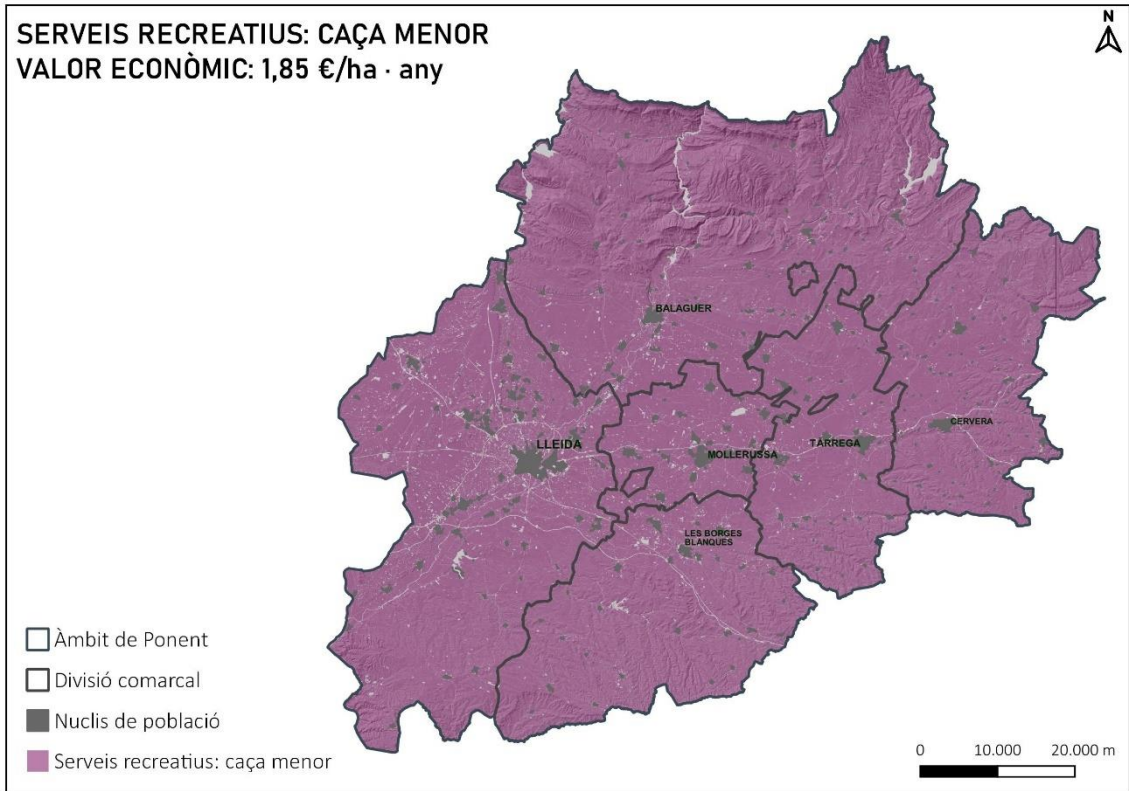 SERVEIS RECREATIUS: CAÇA MENOR
VALOR ECONÒMIC: 1,85 €/ha · any
N
BALAGUER
LLEIDA
MOLLERUSSA
TÀRREGA
CERVERA
LES BORGES
BLANQUES
Àmbit de Ponent
Divisió comarcal
Nuclis de població
Serveis recreatius: caça menor
0 10.000 20.000 m